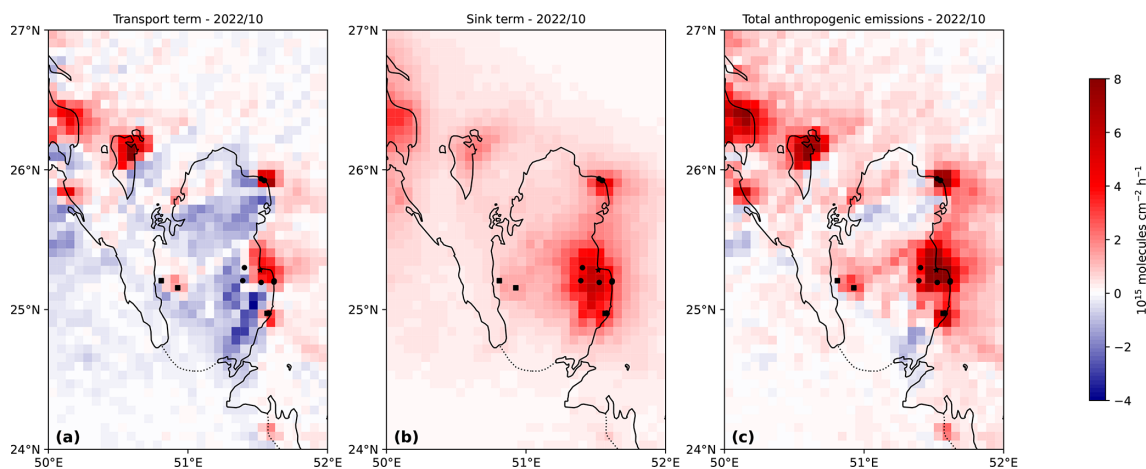 Transport term - 2022/10
Sink term - 2022/10
Total anthropogenic emissions - 2022/10
27°N
26°N
25°N
24°N
50°E 51°E 52°E
(a)
27°N
26°N
25°N
24°N
50°E 51°E 52°E
(b)
27°N
26°N
25°N
24°N
50°E 51°E 52°E
(c)
8
6
4
2
0
−2
−4
10¹⁵ molecules cm⁻² h⁻¹